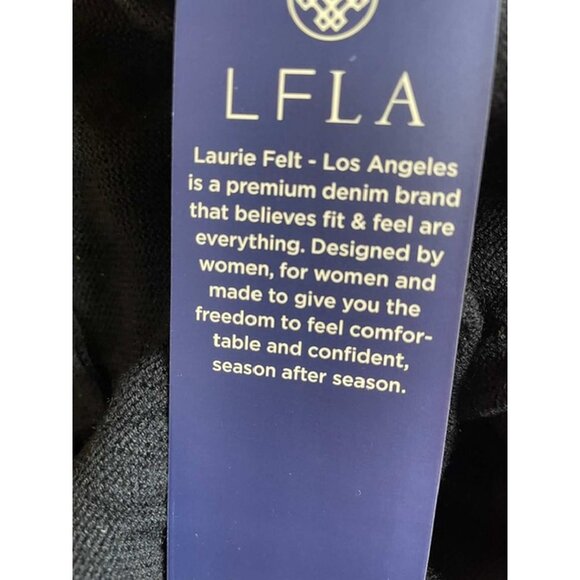 LFLA
Laurie Felt - Los Angeles
is a premium denim brand
that believes fit & feel are
everything. Designed by
women, for women and
made to give you the
freedom to feel comfor-
table and confident,
season after season.